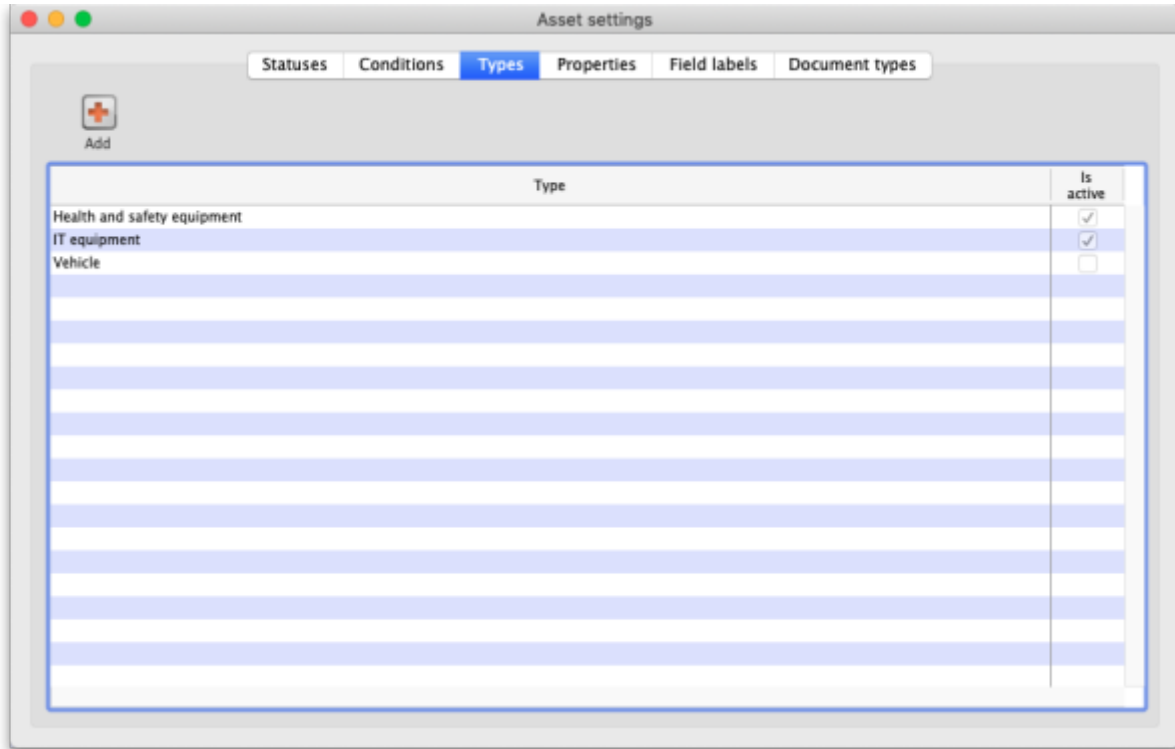 Asset settings
Statuses Conditions Types Properties Field labels Document types
Add
Type Is active
Health and safety equipment
IT equipment
Vehicle